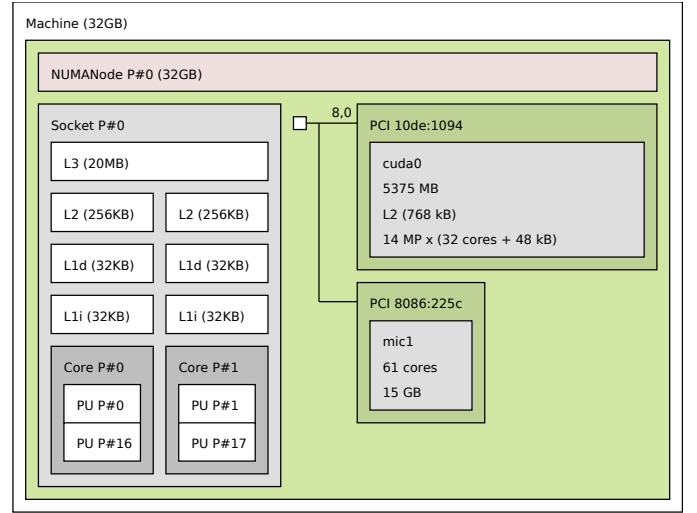 Machine (32GB)
NUMANode P#0 (32GB)
Socket P#0
L3 (20MB)
L2 (256KB) L2 (256KB)
L1d (32KB) L1d (32KB)
L1i (32KB) L1i (32KB)
Core P#0 Core P#1
PU P#0 PU P#1
PU P#16 PU P#17
8,0
PCI 10de:1094
cuda0
5375 MB
L2 (768 kB)
14 MP x (32 cores + 48 kB)
PCI 8086:225c
mic1
61 cores
15 GB